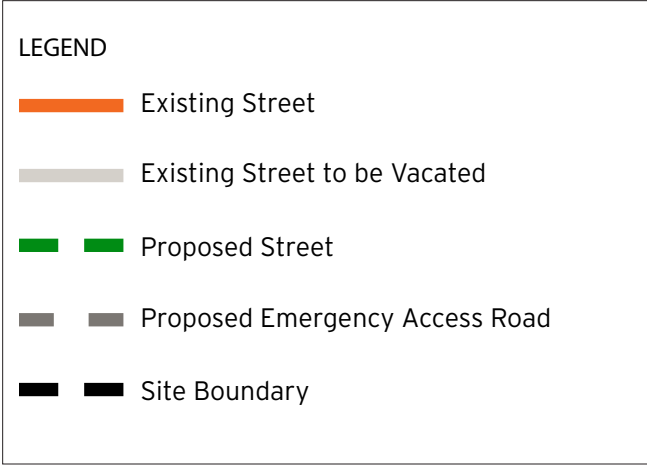 LEGEND
Existing Street
Existing Street to be Vacated
Proposed Street
Proposed Emergency Access Road
Site Boundary